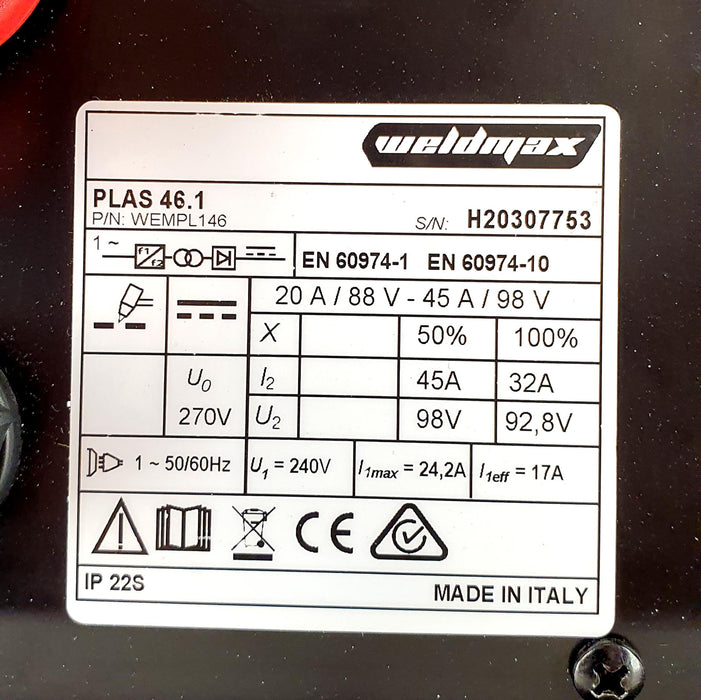 weldmax
PLAS 46.1
P/N: WEMPL146
S/N: H20307753
1 ~ f1 f2 EN 60974-1 EN 60974-10
20 A / 88 V - 45 A / 98 V
X 50% 100%
U0 I2 45A 32A
270V U2 98V 92,8V
1 ~ 50/60Hz U1 = 240V I1max = 24,2A I1eff = 17A
CE
IP 22S
MADE IN ITALY